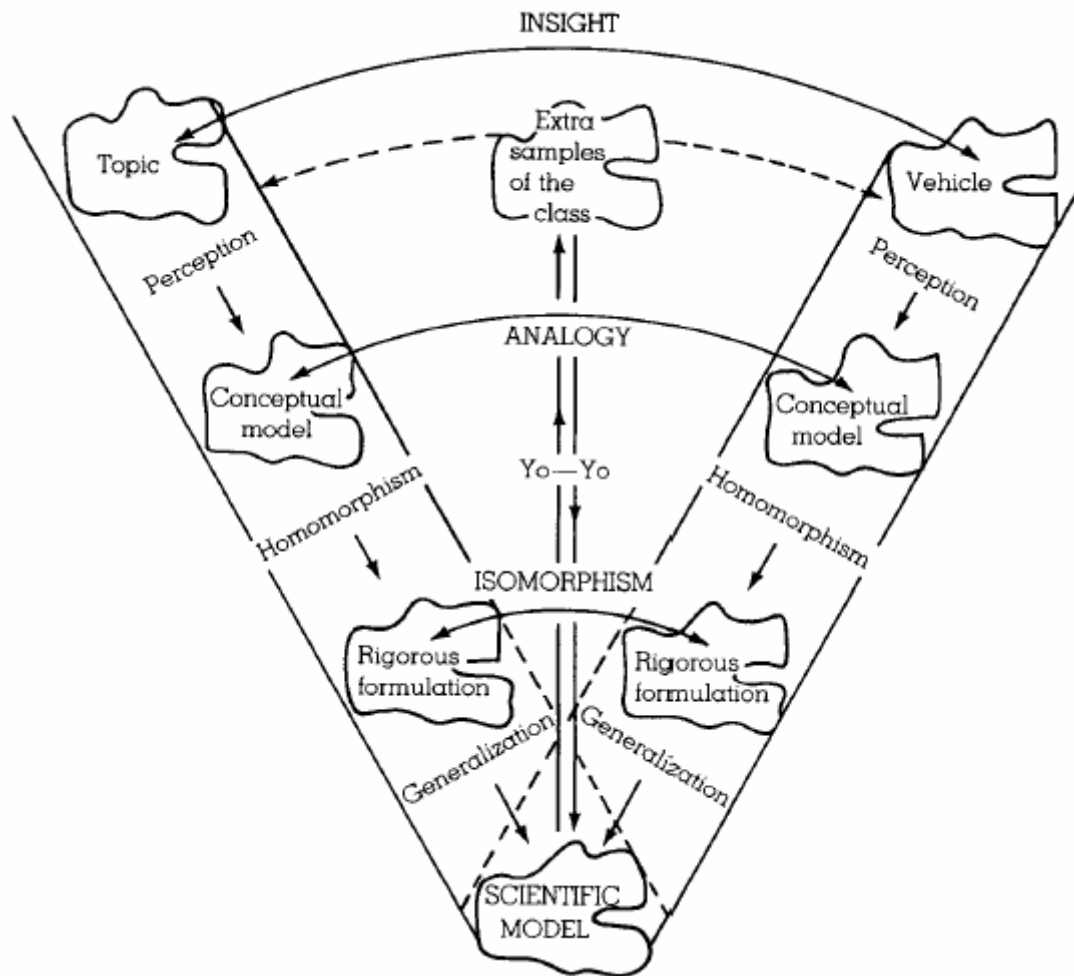 INSIGHT
Topic
Extra
samples
of the
class
Vehicle
Perception
Perception
ANALOGY
Conceptual
model
Conceptual
model
Yo—Yo
Homomorphism
Homomorphism
ISOMORPHISM
Rigorous
formulation
Rigorous
formulation
Generalization
Generalization
SCIENTIFIC
MODEL